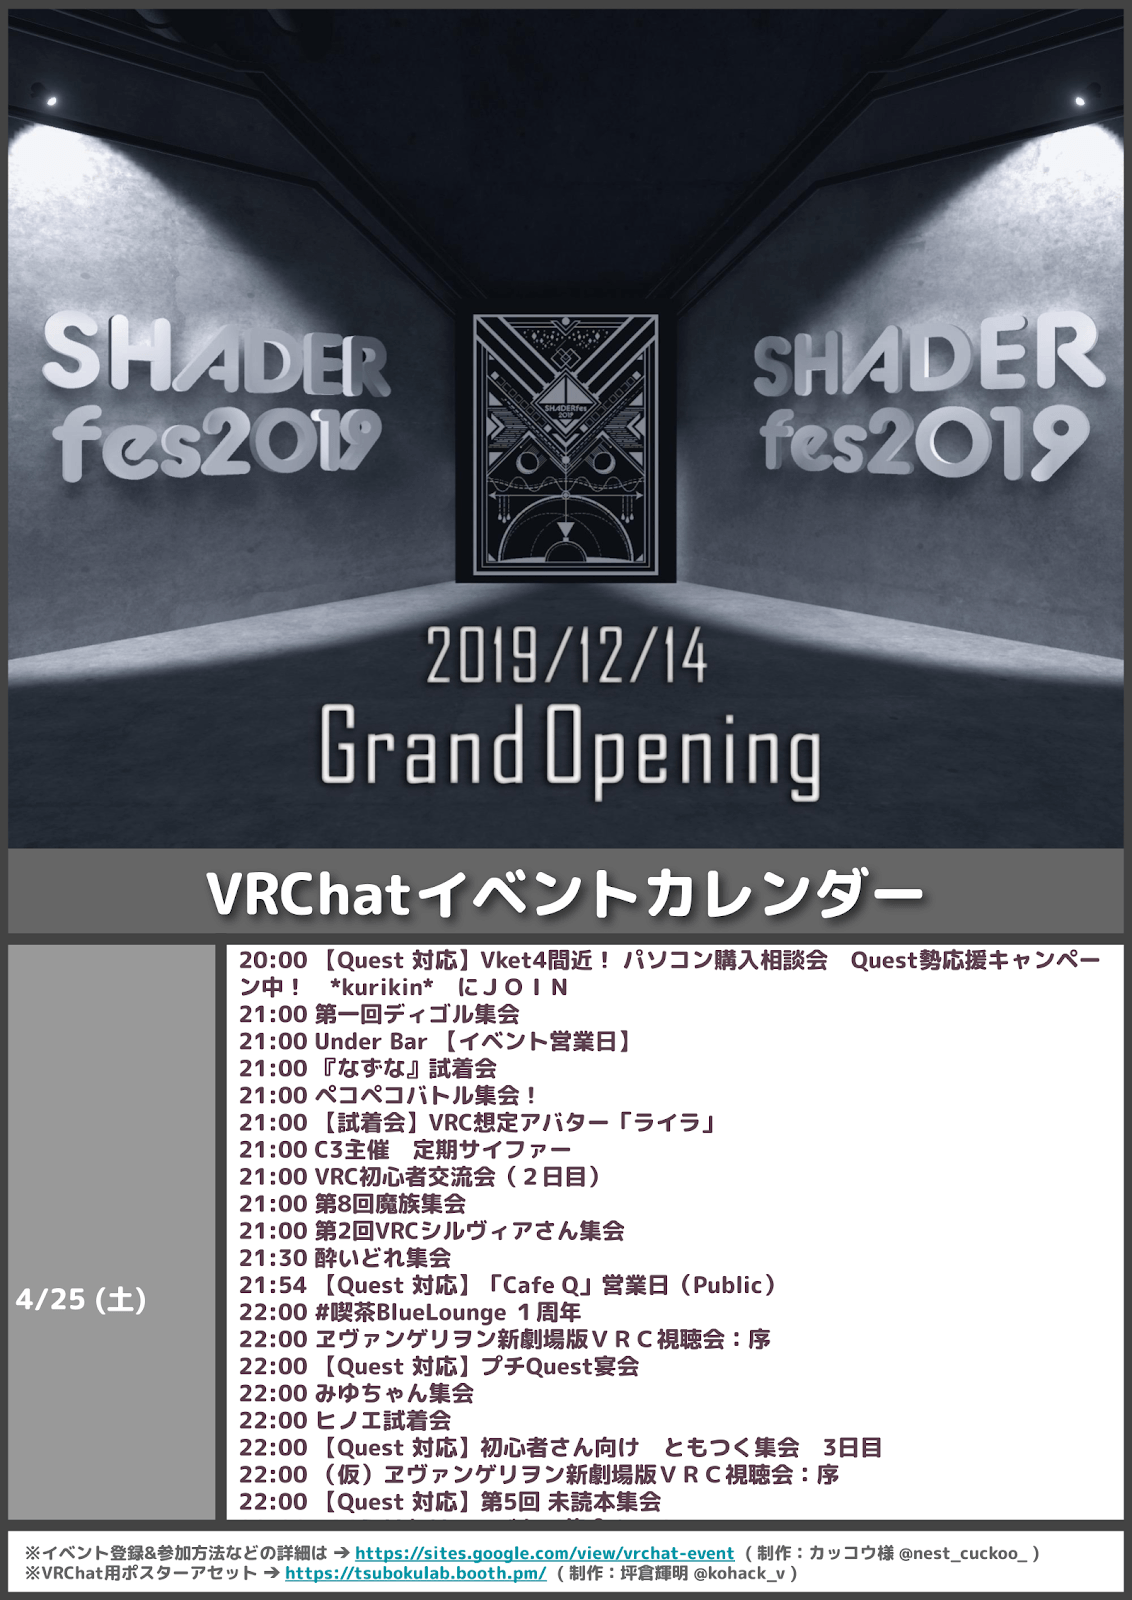 SHADER
fes2019
SHADER
fes2019
SHADERfes
2019
2019/12/14
Grand Opening
VRChatイベントカレンダー
4/25 (土)
20:00 【Quest 対応】Vket4間近！ パソコン購入相談会　Quest勢応援キャンペー
ン中！　*kurikin*　にＪＯＩＮ
21:00 第一回ディゴル集会
21:00 Under Bar 【イベント営業日】
21:00 『なずな』試着会
21:00 ペコペコバトル集会！
21:00 【試着会】VRC想定アバター「ライラ」
21:00 C3主催　定期サイファー
21:00 VRC初心者交流会（２日目）
21:00 第8回魔族集会
21:00 第2回VRCシルヴィアさん集会
21:30 酔いどれ集会
21:54 【Quest 対応】「Cafe Q」営業日（Public）
22:00 #喫茶BlueLounge １周年
22:00 ヱヴァンゲリヲン新劇場版ＶＲＣ視聴会：序
22:00 【Quest 対応】プチQuest宴会
22:00 みゆちゃん集会
22:00 ヒノエ試着会
22:00 【Quest 対応】初心者さん向け　ともつく集会　3日目
22:00 （仮）ヱヴァンゲリヲン新劇場版ＶＲＣ視聴会：序
22:00 【Quest 対応】第5回 未読本集会
※イベント登録&参加方法などの詳細は → https://sites.google.com/view/vrchat-event （ 制作：カッコウ様 @nest_cuckoo_ ）
※VRChat用ポスターアセット → https://tsubokulab.booth.pm/ （ 制作：坪倉輝明 @kohack_v ）